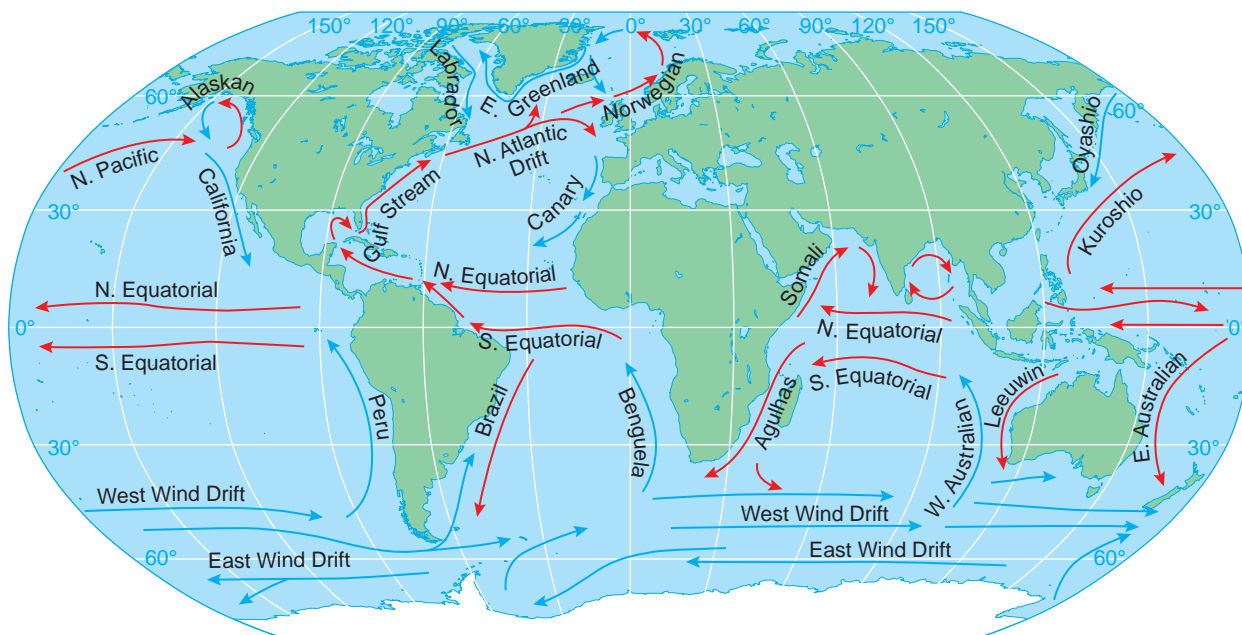 150° 120° 90° 60° 30° 0° 30° 60° 90° 120° 150°
Alaskan
Labrador
E. Greenland
Norwegian
60°
60°
Oyashio
N. Pacific
N. Atlantic
Drift
California
Gulf Stream
Canary
Kuroshio
30°
30°
Somali
N. Equatorial
N. Equatorial
N. Equatorial
0°
0°
S. Equatorial
S. Equatorial
S. Equatorial
Peru
Brazil
Benguela
Agulhas
Leeuwin
E. Australian
W. Australian
30°
30°
West Wind Drift
West Wind Drift
East Wind Drift
East Wind Drift
60°
60°